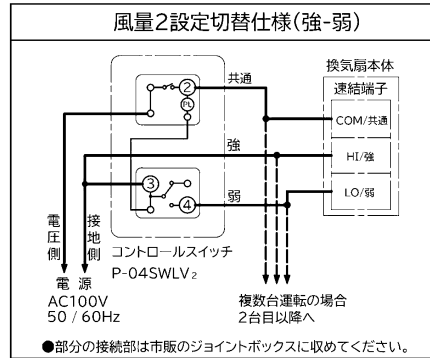 風量2設定切替仕様(強-弱)
換気扇本体
速結端子
共通
②
PL
COM/共通
強
HI/強
③
弱
④
LO/弱
電圧側
接地側
コントロールスイッチ
P-04SWLV2
電 源
AC100V
50 / 60Hz
複数台運転の場合
2台目以降へ
●部分の接続部は市販のジョイントボックスに収めてください。